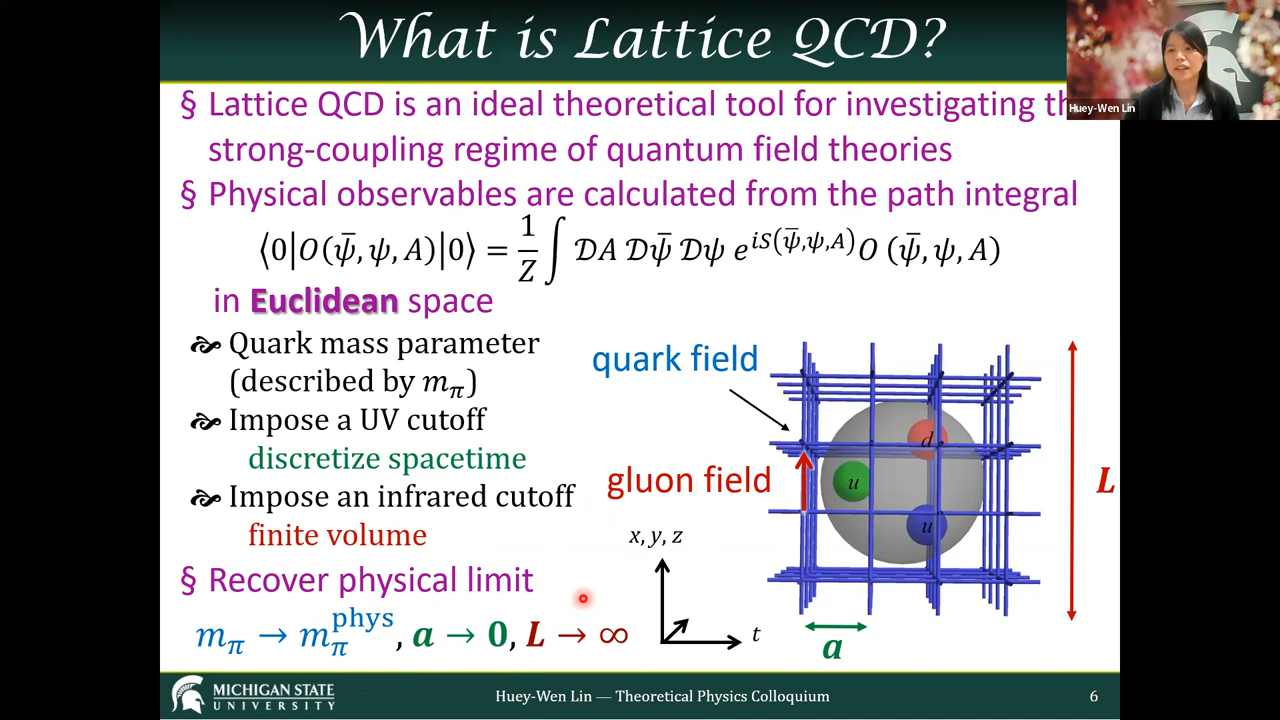 What is Lattice QCD?
Huey-Wen Lin
§ Lattice QCD is an ideal theoretical tool for investigating th
strong-coupling regime of quantum field theories
§ Physical observables are calculated from the path integral
⟨0|O(ψ̄, ψ, A)|0⟩ = 1/Z ∫ 𝒟A 𝒟ψ̄ 𝒟ψ e^{iS(ψ̄,ψ,A)} O (ψ̄, ψ, A)
in Euclidean space
Quark mass parameter
(described by m_π)
Impose a UV cutoff
discretize spacetime
Impose an infrared cutoff
finite volume
§ Recover physical limit
m_π → m_π^phys, a → 0, L → ∞
quark field
gluon field
d
u
u
L
x, y, z
t
a
MICHIGAN STATE
UNIVERSITY
Huey-Wen Lin — Theoretical Physics Colloquium
6